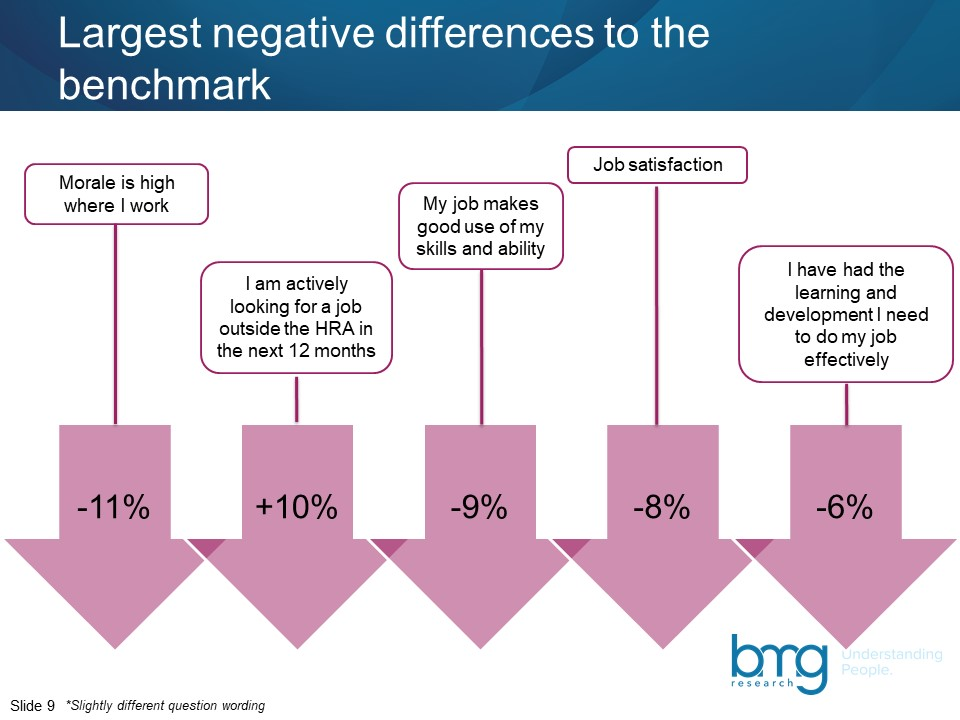 Largest negative differences to the
benchmark
Morale is high
where I work
I am actively
looking for a job
outside the HRA in
the next 12 months
My job makes
good use of my
skills and ability
Job satisfaction
I have had the
learning and
development I need
to do my job
effectively
-11%
+10%
-9%
-8%
-6%
bmg
research
Understanding
People.
Slide 9 *Slightly different question wording